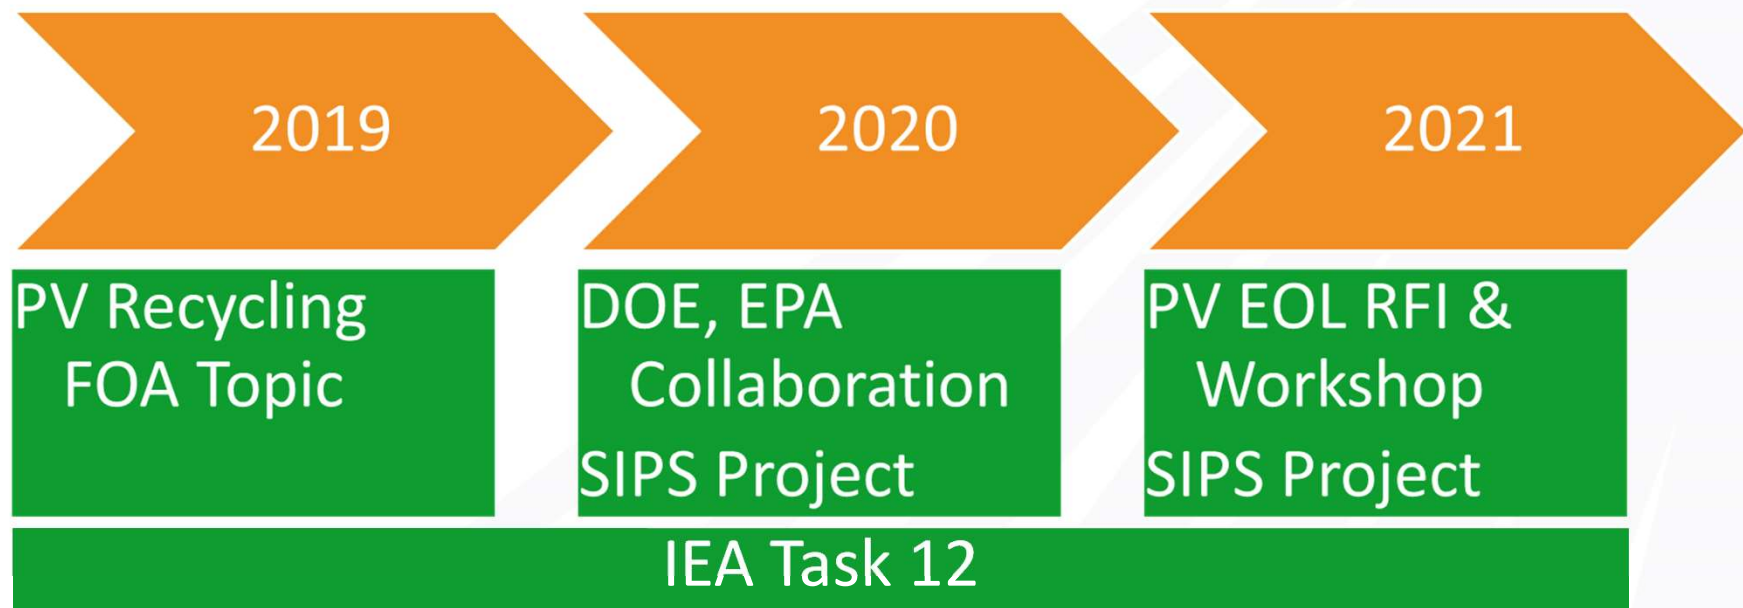 2019
2020
2021
PV Recycling
FOA Topic
DOE, EPA
Collaboration
SIPS Project
PV EOL RFI &
Workshop
SIPS Project
IEA Task 12